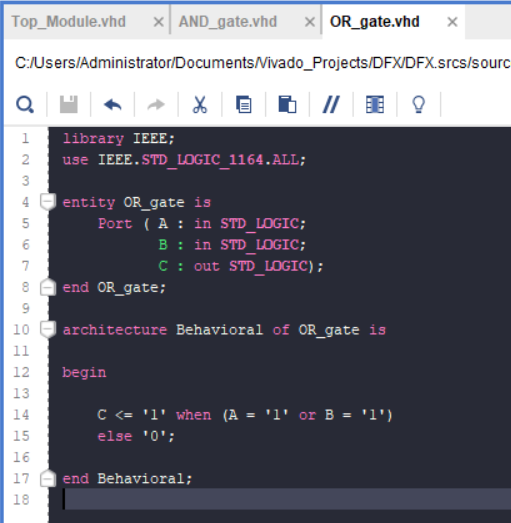 Top_Module.vhd × AND_gate.vhd × OR_gate.vhd ×
C:/Users/Administrator/Documents/Vivado_Projects/DFX/DFX.srcs/sourc
1 library IEEE;
2 use IEEE.STD_LOGIC_1164.ALL;
3
4 entity OR_gate is
5 Port ( A : in STD_LOGIC;
6 B : in STD_LOGIC;
7 C : out STD_LOGIC);
8 end OR_gate;
9
10 architecture Behavioral of OR_gate is
11
12 begin
13
14 C <= '1' when (A = '1' or B = '1')
15 else '0';
16
17 end Behavioral;
18